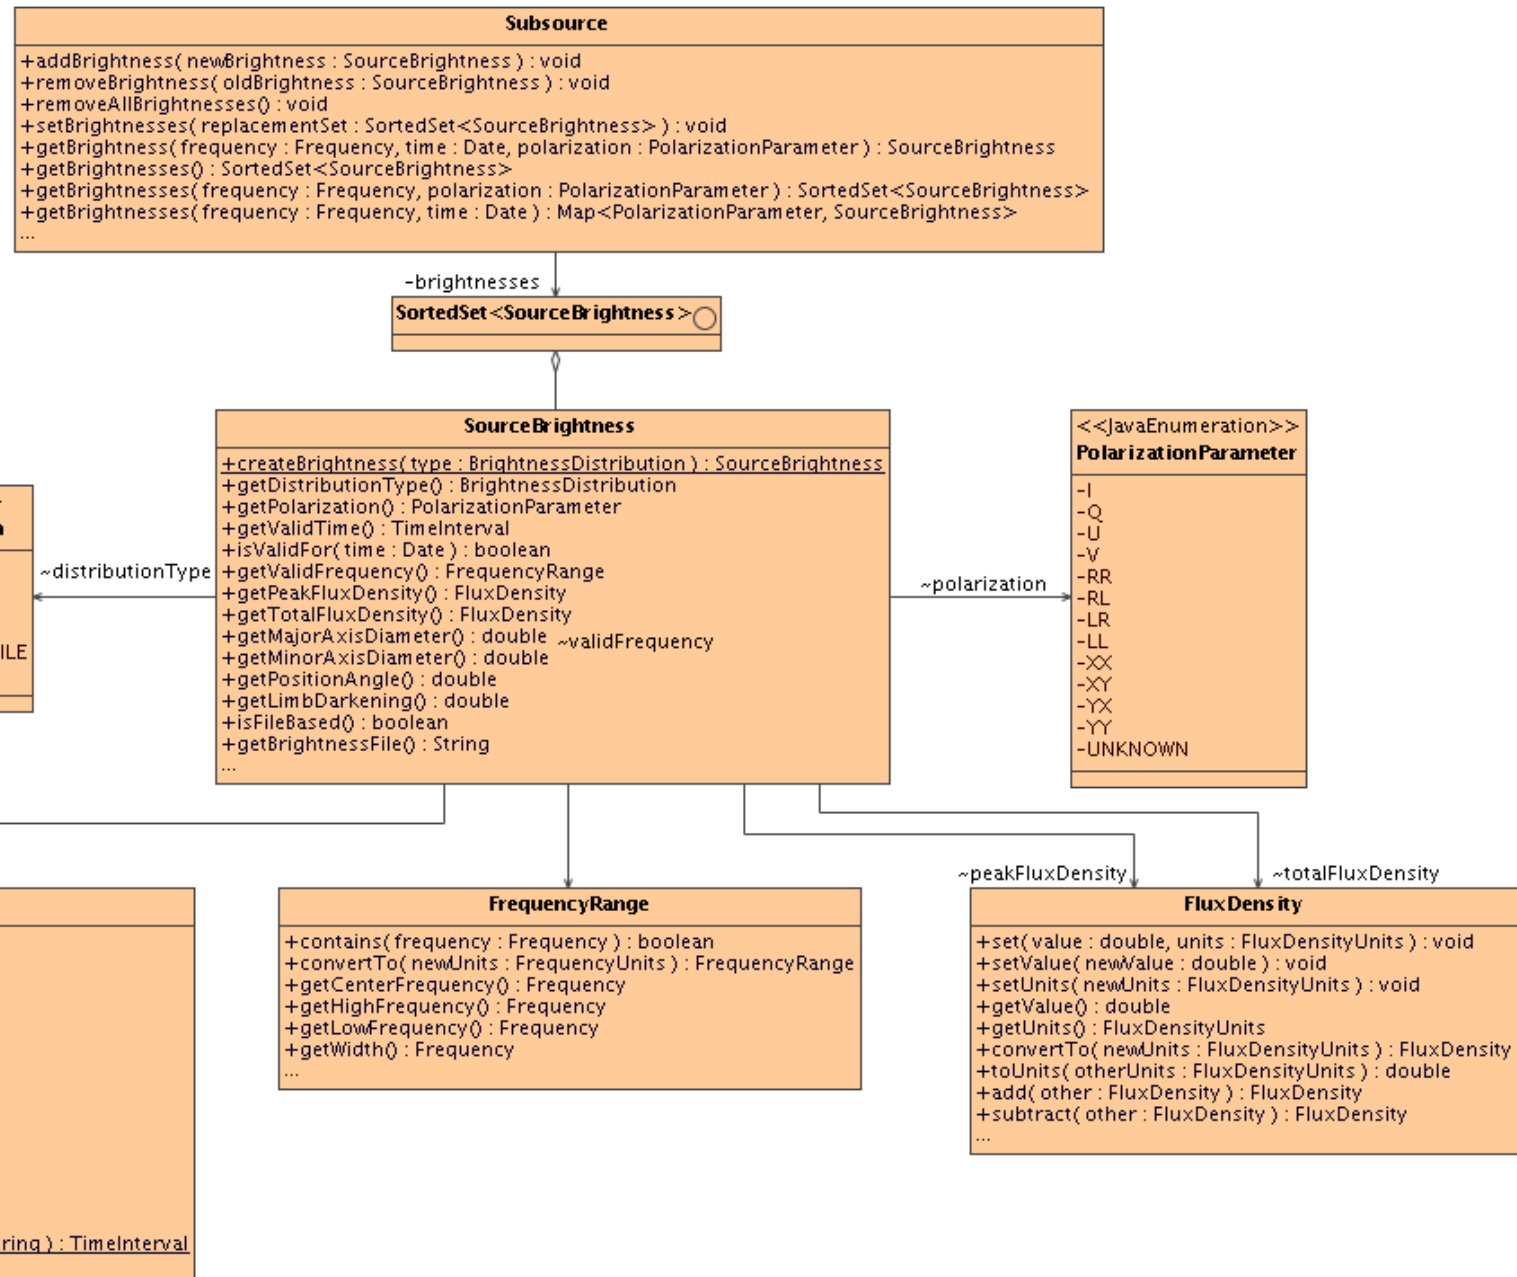 Subsource
+addBrightness( newBrightness : SourceBrightness ) : void
+removeBrightness( oldBrightness : SourceBrightness ) : void
+removeAllBrightnesses() : void
+setBrightnesses( replacementSet : SortedSet<SourceBrightness> ) : void
+getBrightness( frequency : Frequency, time : Date, polarization : PolarizationParameter ) : SourceBrightness
+getBrightnesses() : SortedSet<SourceBrightness>
+getBrightnesses( frequency : Frequency, polarization : PolarizationParameter ) : SortedSet<SourceBrightness>
+getBrightnesses( frequency : Frequency, time : Date ) : Map<PolarizationParameter, SourceBrightness>
...
-brightnesses
SortedSet<SourceBrightness>
SourceBrightness
+createBrightness( type : BrightnessDistribution ) : SourceBrightness
+getDistributionType() : BrightnessDistribution
+getPolarization() : PolarizationParameter
+getValidTime() : TimeInterval
+isValidFor( time : Date ) : boolean
+getValidFrequency() : FrequencyRange
+getPeakFluxDensity() : FluxDensity
+getTotalFluxDensity() : FluxDensity
+getMajorAxisDiameter() : double
+getMinorAxisDiameter() : double
+getPositionAngle() : double
+getLimbDarkening() : double
+isFileBased() : boolean
+getBrightnessFile() : String
...
~validFrequency
~distributionType
ILE
~polarization
<<JavaEnumeration>>
PolarizationParameter
-I
-Q
-U
-V
-RR
-RL
-LR
-LL
-XX
-XY
-YX
-YY
-UNKNOWN
FrequencyRange
+contains( frequency : Frequency ) : boolean
+convertTo( newUnits : FrequencyUnits ) : FrequencyRange
+getCenterFrequency() : Frequency
+getHighFrequency() : Frequency
+getLowFrequency() : Frequency
+getWidth() : Frequency
...
~peakFluxDensity
~totalFluxDensity
FluxDensity
+set( value : double, units : FluxDensityUnits ) : void
+setValue( newValue : double ) : void
+setUnits( newUnits : FluxDensityUnits ) : void
+getValue() : double
+getUnits() : FluxDensityUnits
+convertTo( newUnits : FluxDensityUnits ) : FluxDensity
+toUnits( otherUnits : FluxDensityUnits ) : double
+add( other : FluxDensity ) : FluxDensity
+subtract( other : FluxDensity ) : FluxDensity
...
ring ) : TimeInterval